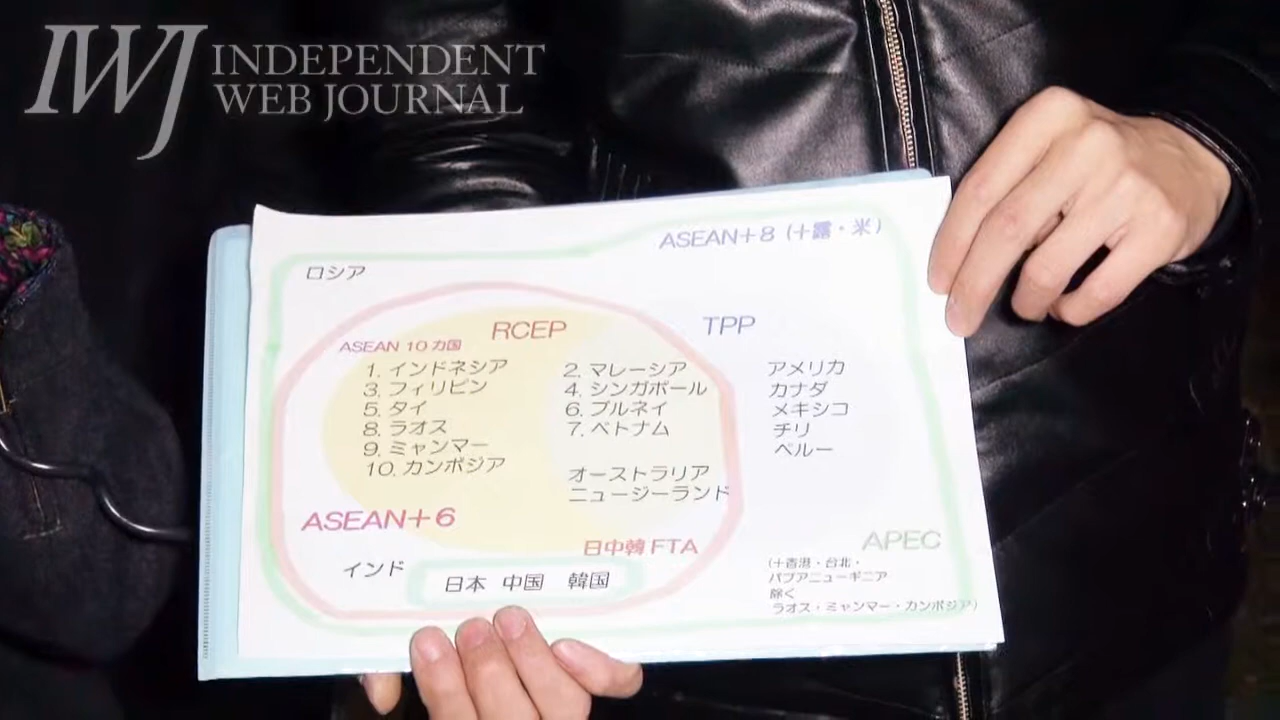 IWJ INDEPENDENT
WEB JOURNAL
ASEAN+8 (+露・米)
ロシア
RCEP
TPP
ASEAN 10カ国
1. インドネシア
3. フィリピン
5. タイ
8. ラオス
9. ミャンマー
10. カンボジア
2. マレーシア
4. シンガポール
6. ブルネイ
7. ベトナム
オーストラリア
ニュージーランド
アメリカ
カナダ
メキシコ
チリ
ペルー
ASEAN+6
日中韓 FTA
インド
日本 中国 韓国
APEC
(+香港・台北・
パプアニューギニア
除く
ラオス・ミャンマー・カンボジア)